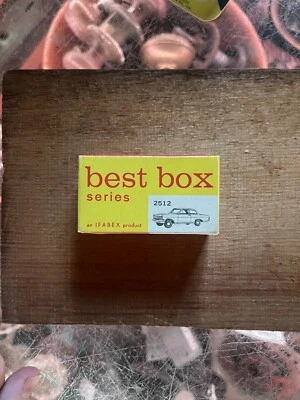 best box
series
2512
an IFABEX product